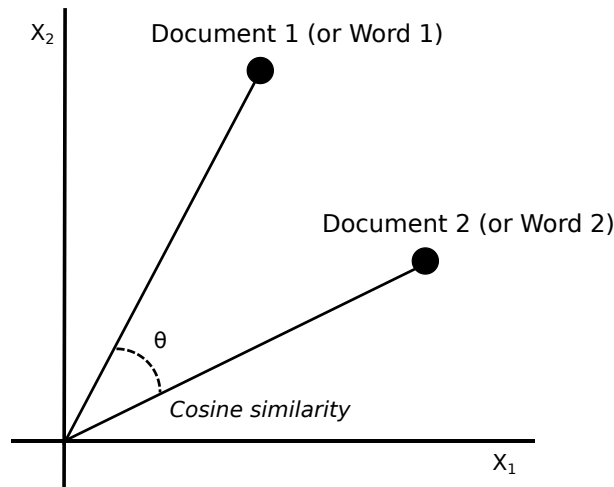 X₂
Document 1 (or Word 1)
Document 2 (or Word 2)
θ
Cosine similarity
X₁